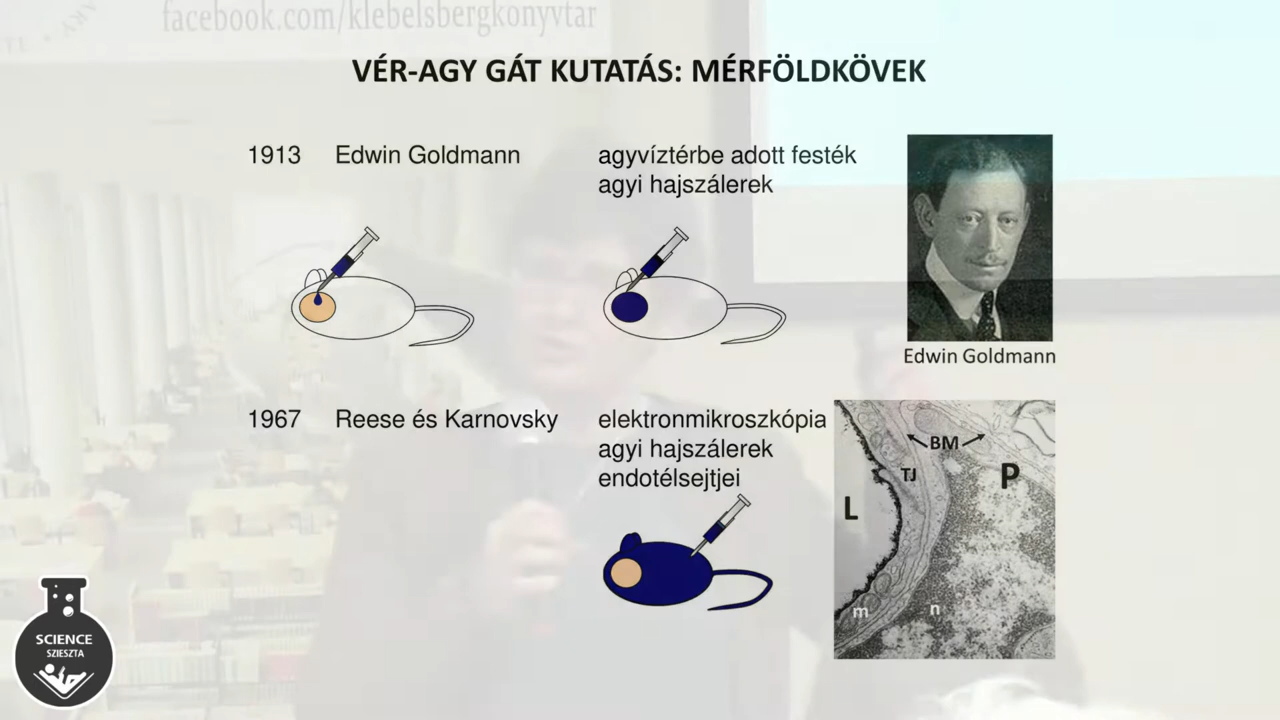 facebook.com/klebelsbergkonyvtar
VÉR-AGY GÁT KUTATÁS: MÉRFÖLDKÖVEK
1913 Edwin Goldmann agyvíztérbe adott festék
agyi hajszálerek
Edwin Goldmann
1967 Reese és Karnovsky elektronmikroszkópia
agyi hajszálerek
endotélsejtjei
BM
TJ
P
L
m
n
SCIENCE
SZIESZTA